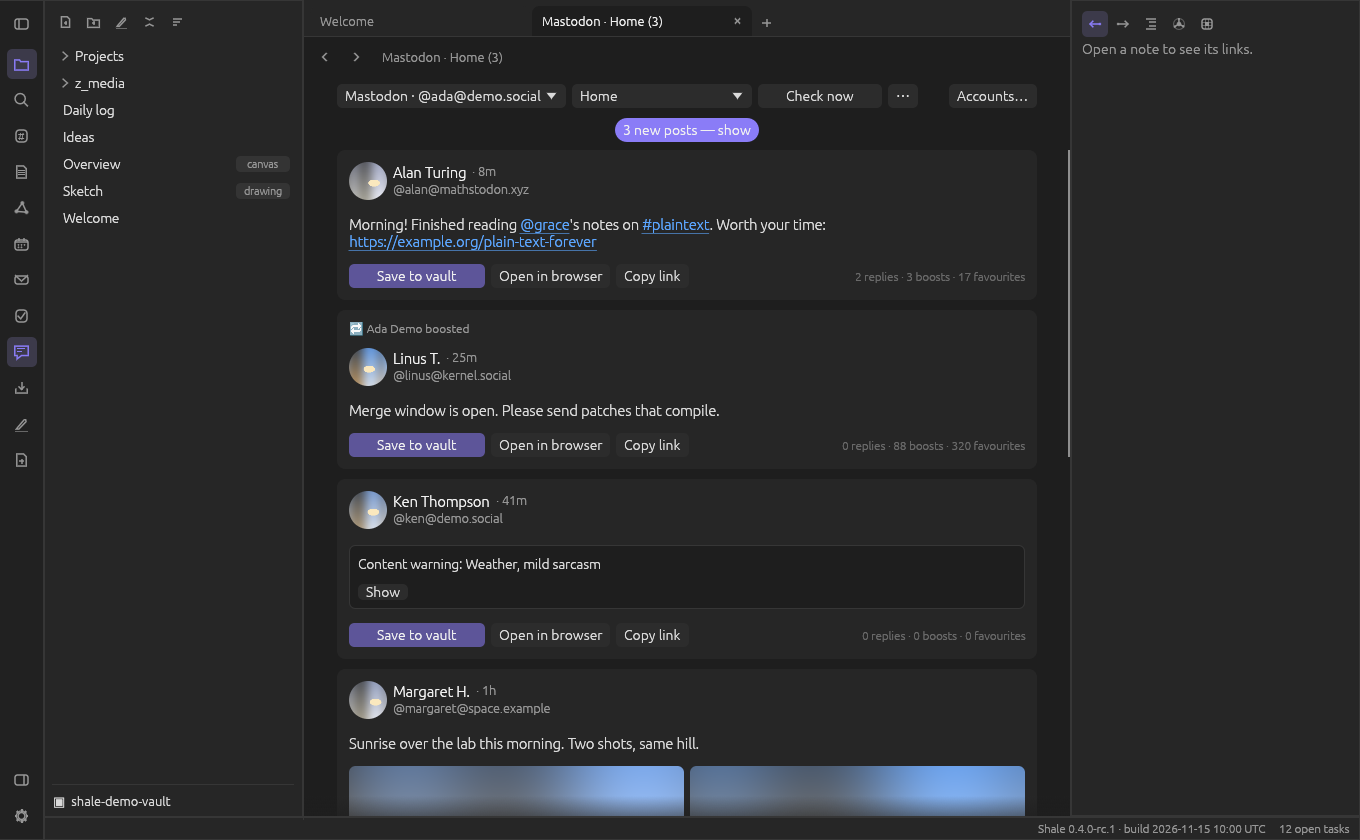 Welcome
Mastodon · Home (3)
Projects
z_media
Daily log
Ideas
Overview
canvas
Sketch
drawing
Welcome
shale-demo-vault
Mastodon · Home (3)
Mastodon · @ada@demo.social
Home
Check now
Accounts…
3 new posts — show
Alan Turing · 8m
@alan@mathstodon.xyz
Morning! Finished reading @grace's notes on #plaintext. Worth your time:
https://example.org/plain-text-forever
Save to vault
Open in browser
Copy link
2 replies · 3 boosts · 17 favourites
Ada Demo boosted
Linus T. · 25m
@linus@kernel.social
Merge window is open. Please send patches that compile.
Save to vault
Open in browser
Copy link
0 replies · 88 boosts · 320 favourites
Ken Thompson · 41m
@ken@demo.social
Content warning: Weather, mild sarcasm
Show
Save to vault
Open in browser
Copy link
0 replies · 0 boosts · 0 favourites
Margaret H. · 1h
@margaret@space.example
Sunrise over the lab this morning. Two shots, same hill.
Open a note to see its links.
Shale 0.4.0-rc.1 · build 2026-11-15 10:00 UTC
12 open tasks